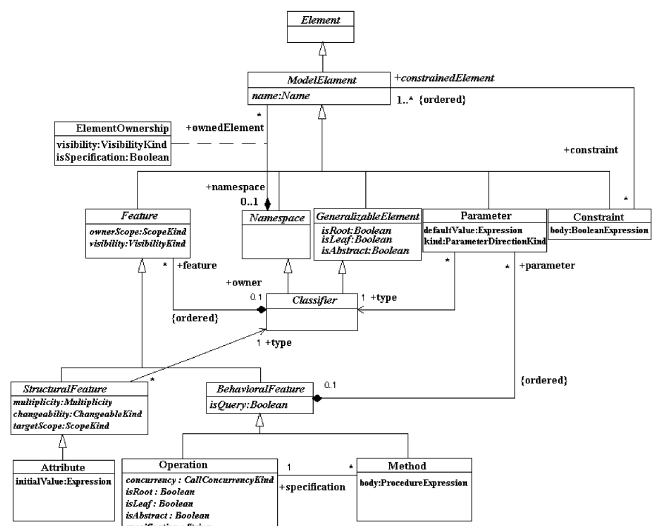 Element
ModelElament
name:Name
+constrainedElement
1..* {ordered}
*
ElementOwnership
visibility:VisibilityKind
isSpecification:Boolean
+ownedElement
+constraint
+namespace
0..1
*
Feature
ownerScope:ScopeKind
visibility:VisibilityKind
Namespace
GeneralizableElement
isRoot:Boolean
isLeaf:Boolean
isAbstract:Boolean
Parameter
defaultValue:Expression
kind:ParameterDirectionKind
Constraint
body:BooleanExpression
* +feature
+owner
* * +parameter
0.1
Classifier
1 +type
{ordered}
1 +type
{ordered}
*
StructuralFeature
multiplicity:Multiplicity
changeability:ChangeableKind
targetScope:ScopeKind
BehavioralFeature
isQuery:Boolean
0.1
Attribute
initialValue:Expression
Operation
concurrency : CallConcurrencyKind
isRoot : Boolean
isLeaf : Boolean
isAbstract : Boolean
1 *
+specification
Method
body:ProcedureExpression